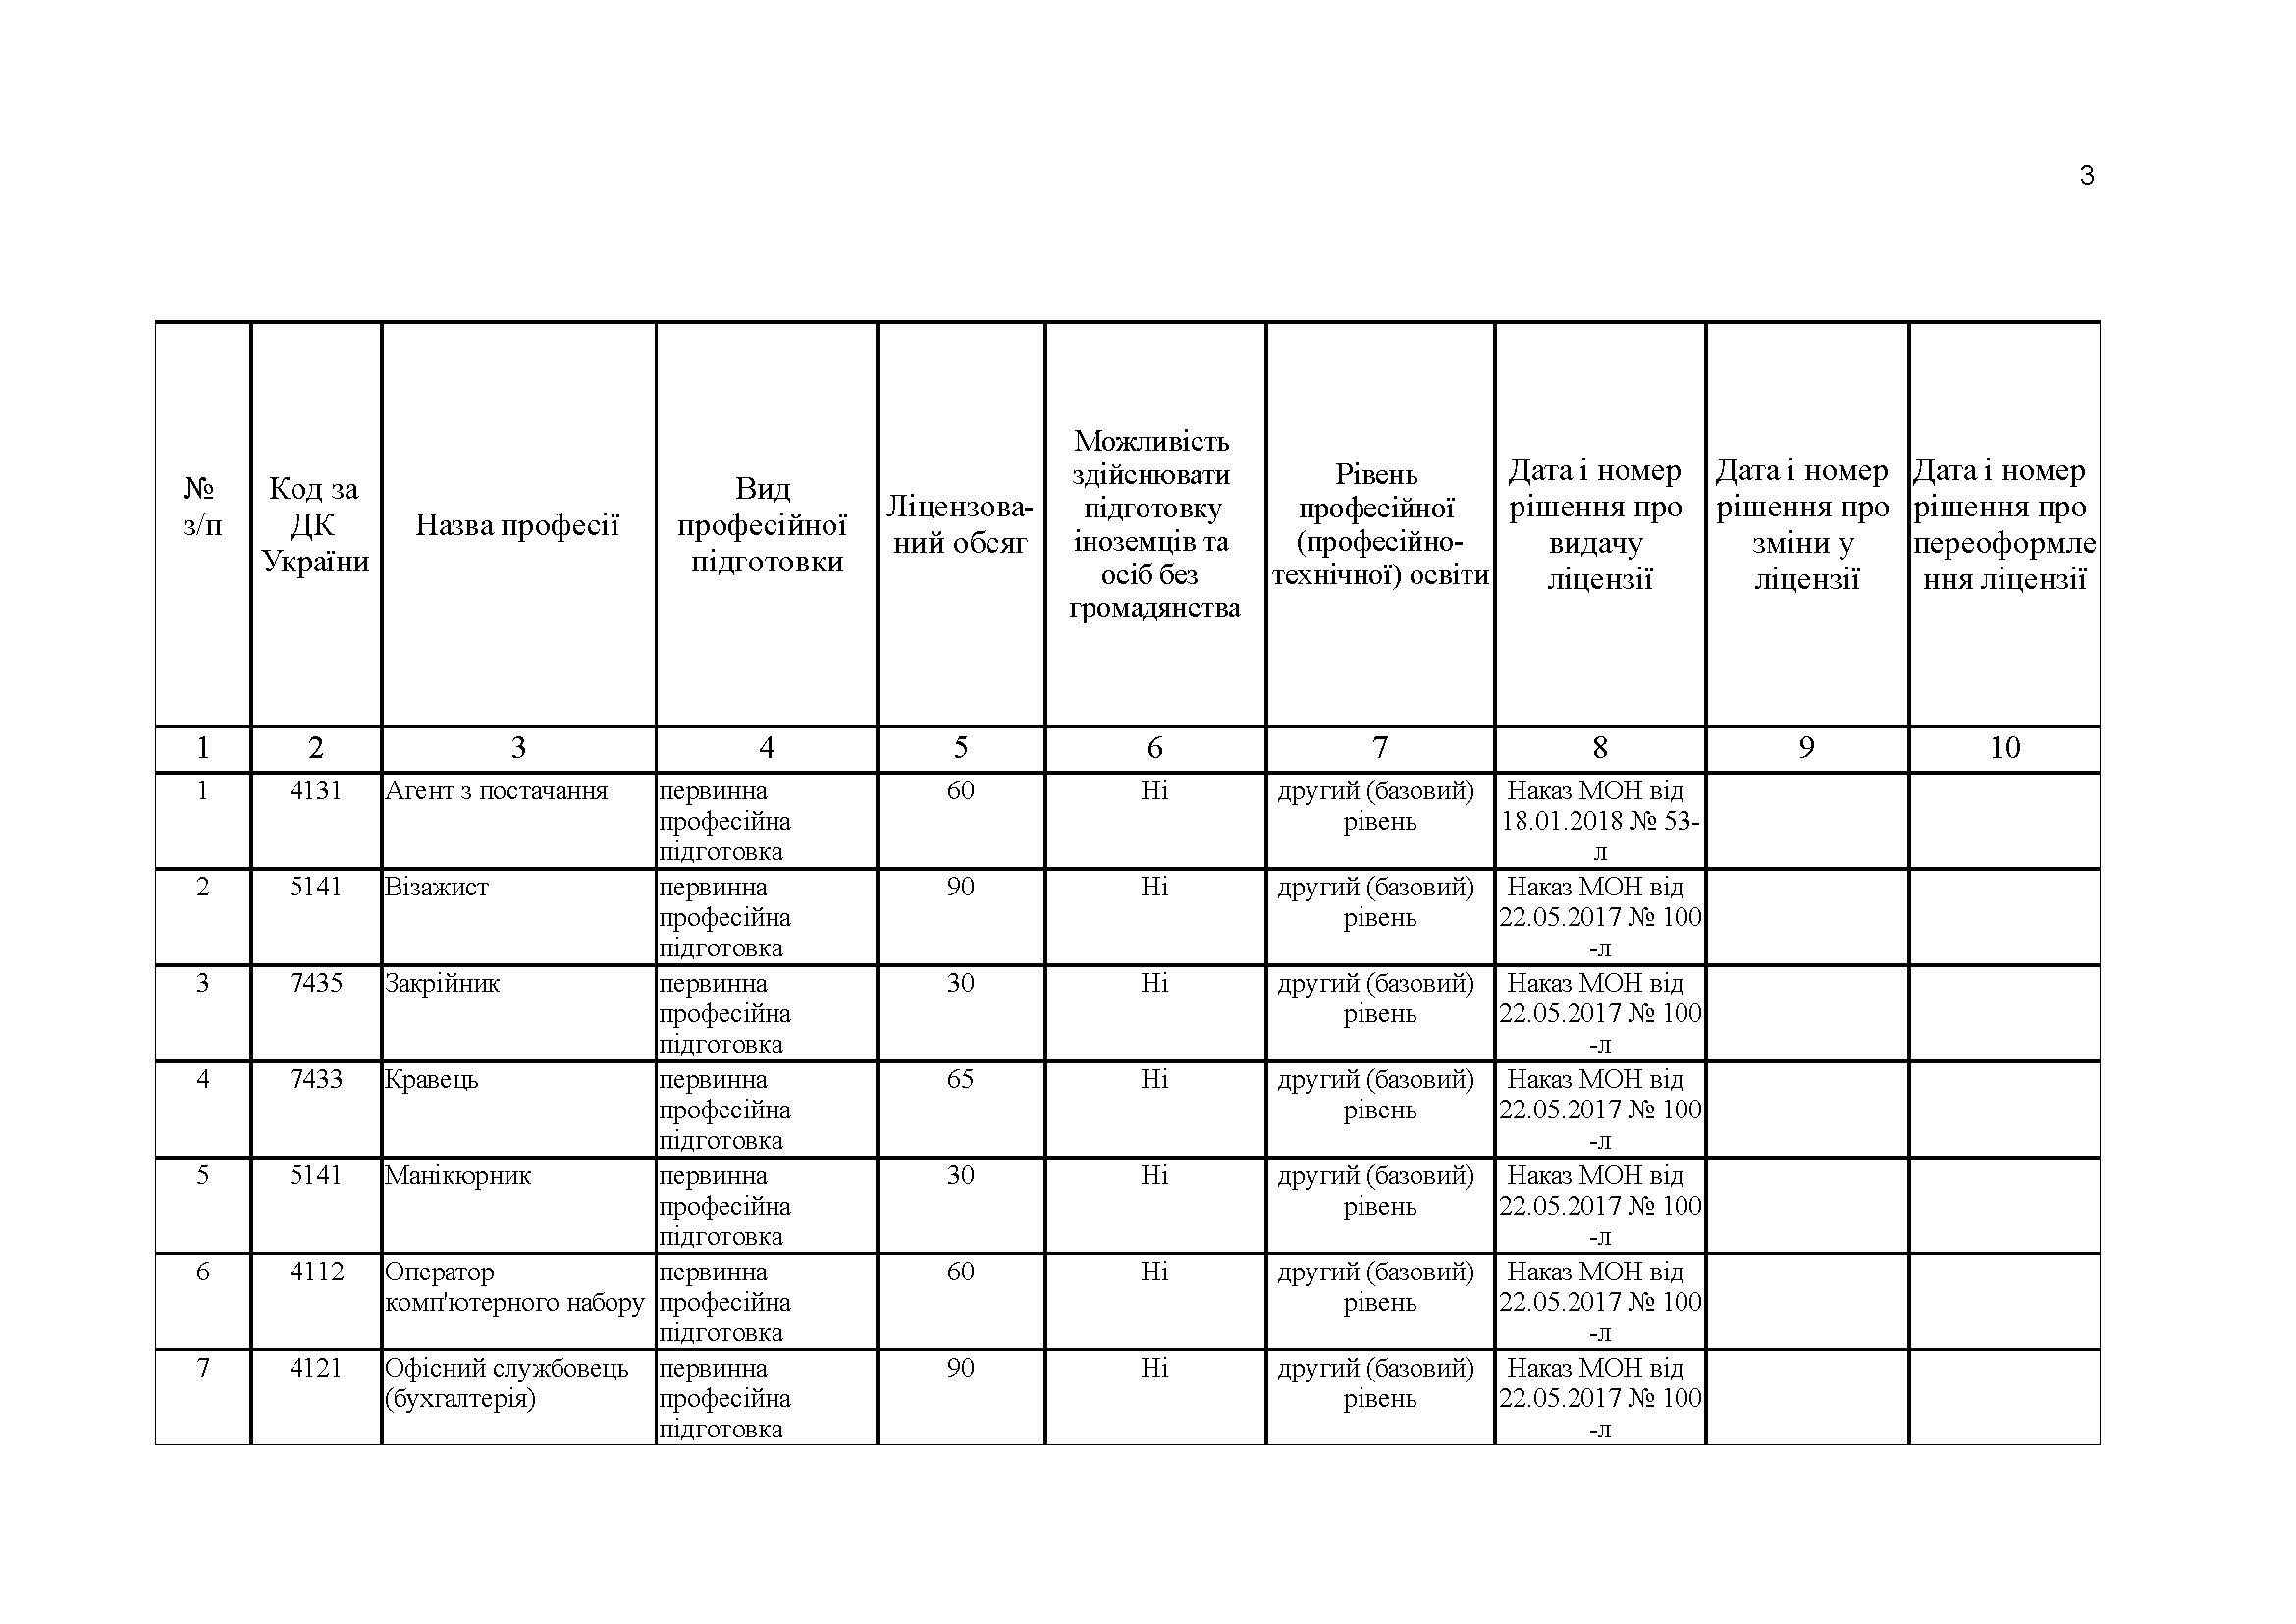 3
№
з/п
Код за
ДК
України
Назва професії
Вид
професійної
підготовки
Ліцензова-
ний обсяг
Можливість
здійснювати
підготовку
іноземців та
осіб без
громадянства
Рівень
професійної
(професійно-
технічної) освіти
Дата і номер
рішення про
видачу
ліцензії
Дата і номер
рішення про
зміни у
ліцензії
Дата і номер
рішення про
переоформле
ння ліцензії
1 2 3 4 5 6 7 8 9 10
1 4131 Агент з постачання первинна 60 Ні другий (базовий) Наказ МОН від
професійна рівень 18.01.2018 № 53-
підготовка л
2 5141 Візажист первинна 90 Ні другий (базовий) Наказ МОН від
професійна рівень 22.05.2017 № 100
підготовка -л
3 7435 Закрійник первинна 30 Ні другий (базовий) Наказ МОН від
професійна рівень 22.05.2017 № 100
підготовка -л
4 7433 Кравець первинна 65 Ні другий (базовий) Наказ МОН від
професійна рівень 22.05.2017 № 100
підготовка -л
5 5141 Манікюрник первинна 30 Ні другий (базовий) Наказ МОН від
професійна рівень 22.05.2017 № 100
підготовка -л
6 4112 Оператор первинна 60 Ні другий (базовий) Наказ МОН від
комп'ютерного набору професійна рівень 22.05.2017 № 100
підготовка -л
7 4121 Офісний службовець первинна 90 Ні другий (базовий) Наказ МОН від
(бухгалтерія) професійна рівень 22.05.2017 № 100
підготовка -л